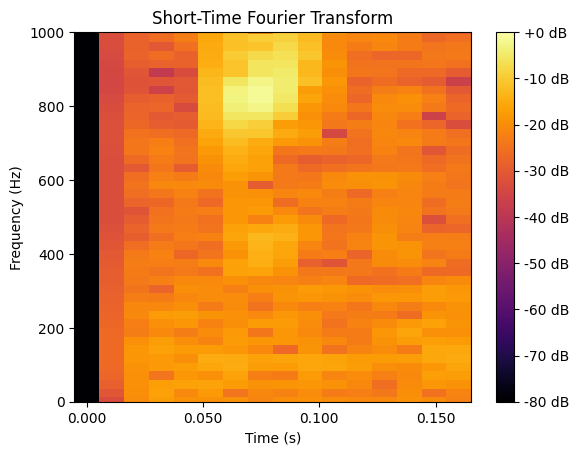 Short-Time Fourier Transform
Frequency (Hz)
1000
800
600
400
200
0
0.000
0.050
0.100
0.150
Time (s)
+0 dB
-10 dB
-20 dB
-30 dB
-40 dB
-50 dB
-60 dB
-70 dB
-80 dB